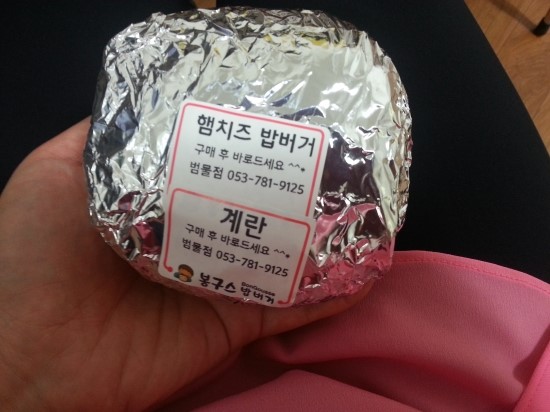 햄치즈 밥버거
구매 후 바로드세요 ^^*
범물점 053-781-9125
계란
구매 후 바로드세요 ^^*
범물점 053-781-9125
봉구스 밥버거